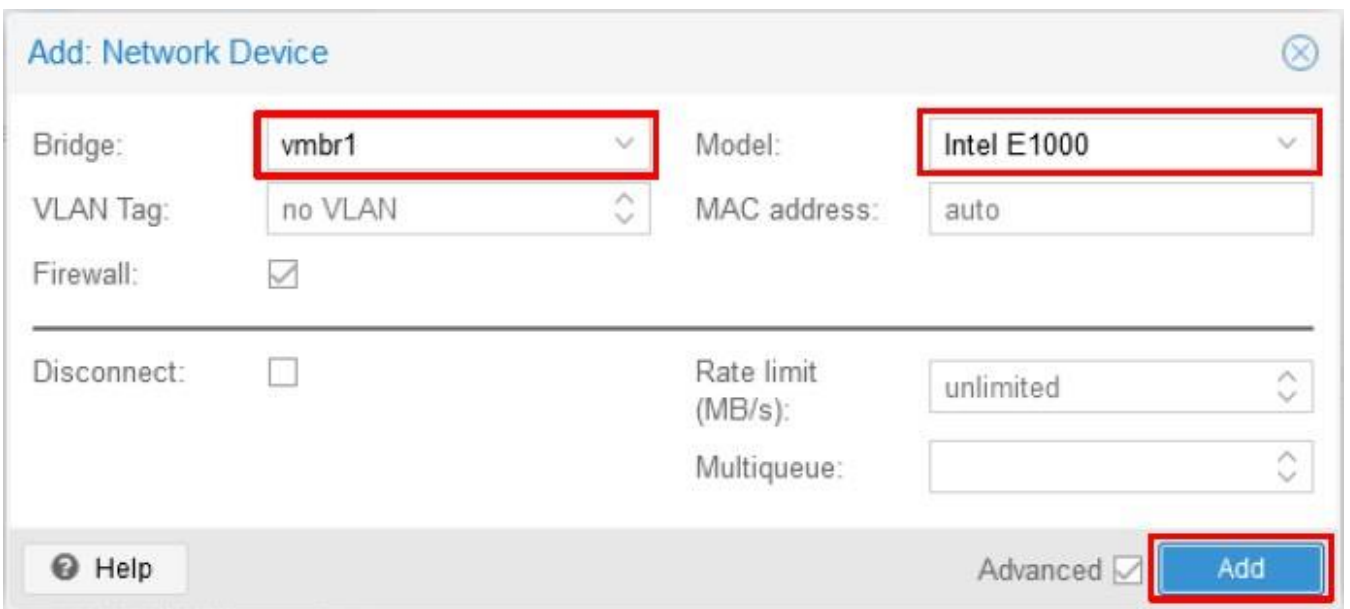 Add: Network Device
Bridge: vmbr1 Model: Intel E1000
VLAN Tag: no VLAN MAC address: auto
Firewall:
Disconnect: Rate limit (MB/s): unlimited
Multiqueue:
Help Advanced Add